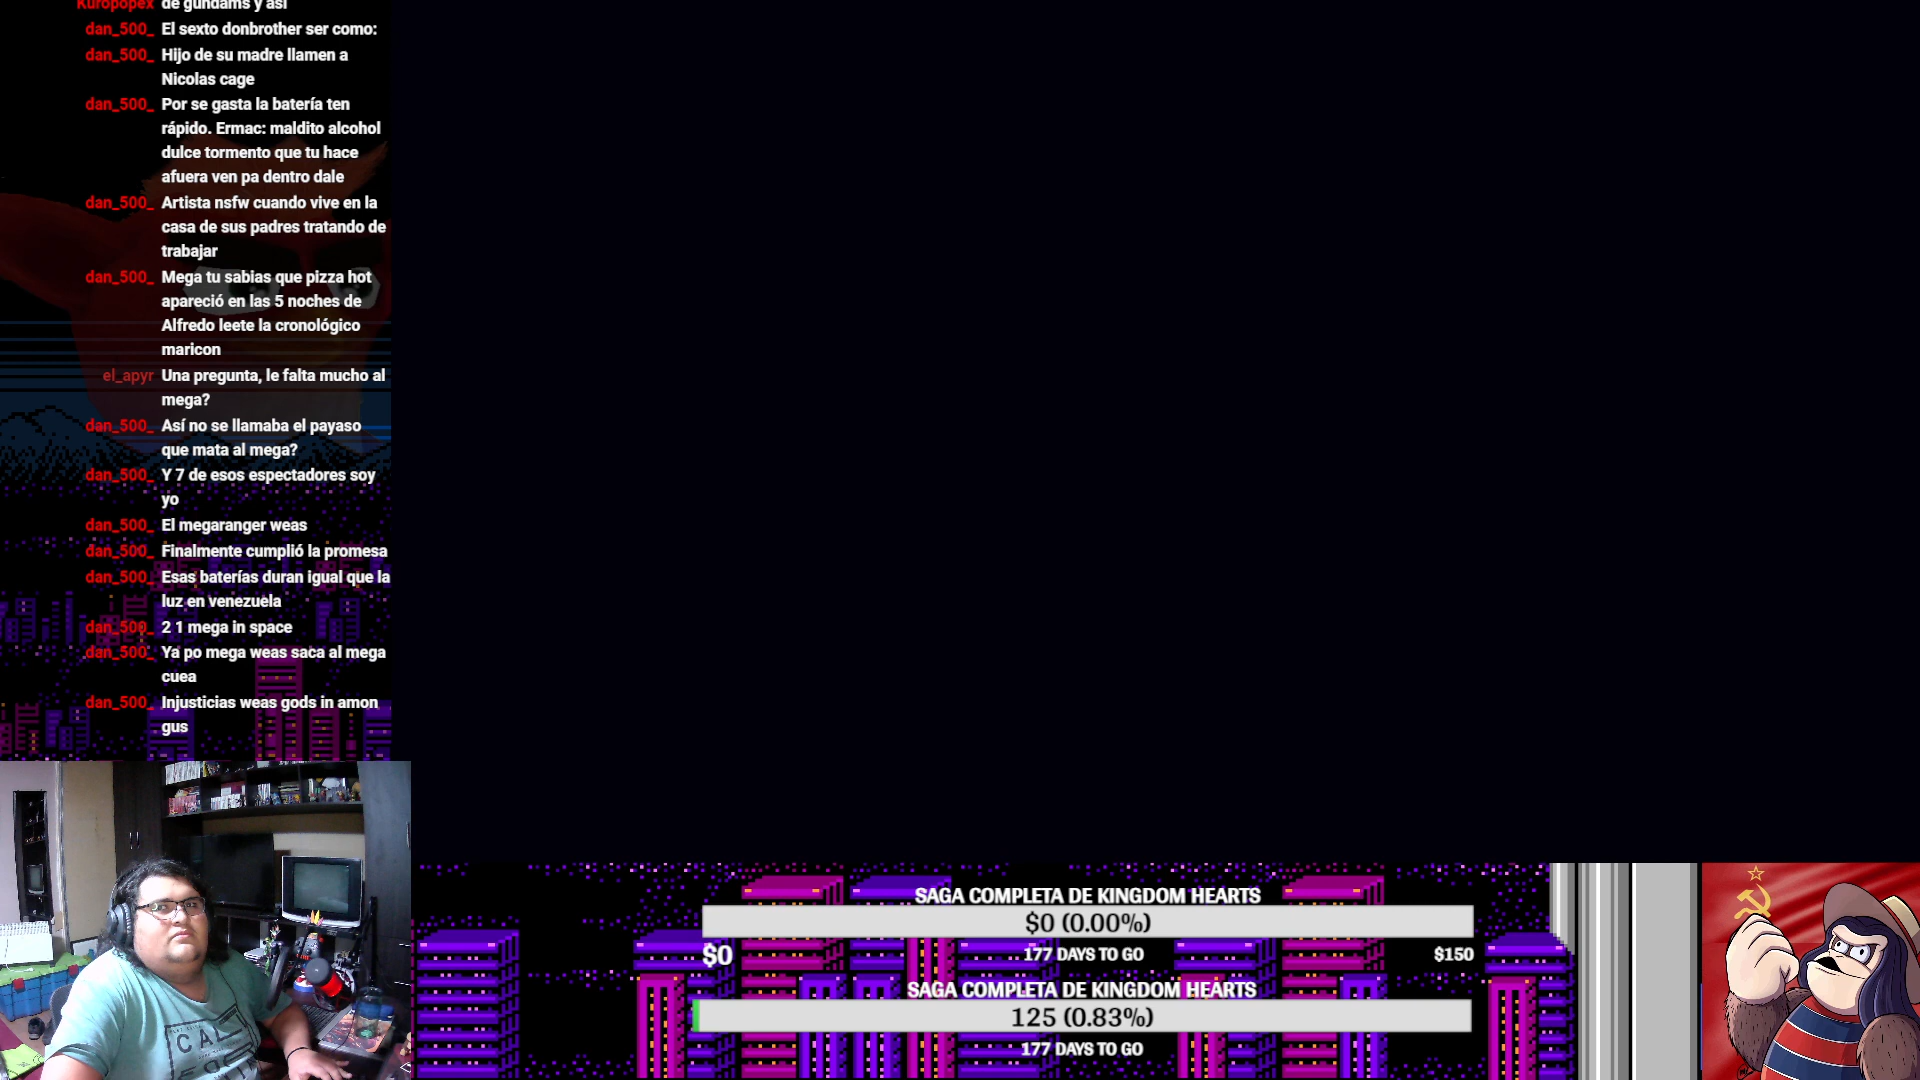 Kuropopex de gundams y asi
dan_500_ El sexto donbrother ser como:
dan_500_ Hijo de su madre llamen a
Nicolas cage
dan_500_ Por se gasta la batería ten
rápido. Ermac: maldito alcohol
dulce tormento que tu hace
afuera ven pa dentro dale
dan_500_ Artista nsfw cuando vive en la
casa de sus padres tratando de
trabajar
dan_500_ Mega tu sabias que pizza hot
apareció en las 5 noches de
Alfredo leete la cronológico
maricon
el_apyr Una pregunta, le falta mucho al
mega?
dan_500_ Así no se llamaba el payaso
que mata al mega?
dan_500_ Y 7 de esos espectadores soy
yo
dan_500_ El megaranger weas
dan_500_ Finalmente cumplió la promesa
dan_500_ Esas baterías duran igual que la
luz en venezuela
dan_500_ 2 1 mega in space
dan_500_ Ya po mega weas saca al mega
cuea
dan_500_ Injusticias weas gods in amon
gus
SAGA COMPLETA DE KINGDOM HEARTS
$0 (0.00%)
$0 177 DAYS TO GO $150
SAGA COMPLETA DE KINGDOM HEARTS
125 (0.83%)
177 DAYS TO GO
CAL